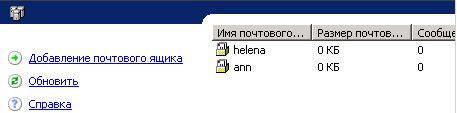 Имя почтового... Размер почтов... Сообще
helena 0 КБ 0
ann 0 КБ 0
Добавление почтового ящика
Обновить
Справка